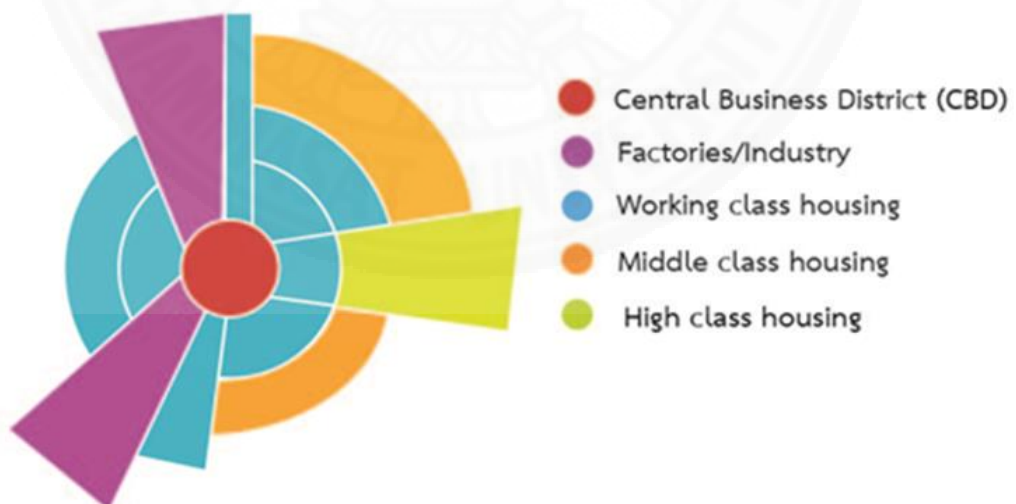 Central Business District (CBD)
Factories/Industry
Working class housing
Middle class housing
High class housing